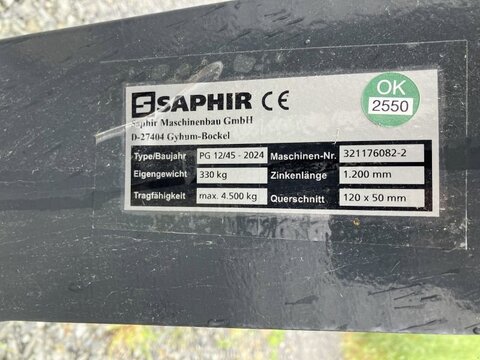 SAPHIR CE
Saphir Maschinenbau GmbH
D-27404 Gyhum-Bockel
OK
2550
Type/Baujahr PG 12/45 - 2024 Maschinen-Nr. 321176082-2
Eigengewicht 330 kg Zinkenlänge 1.200 mm
Tragfähigkeit max. 4.500 kg Querschnitt 120 x 50 mm